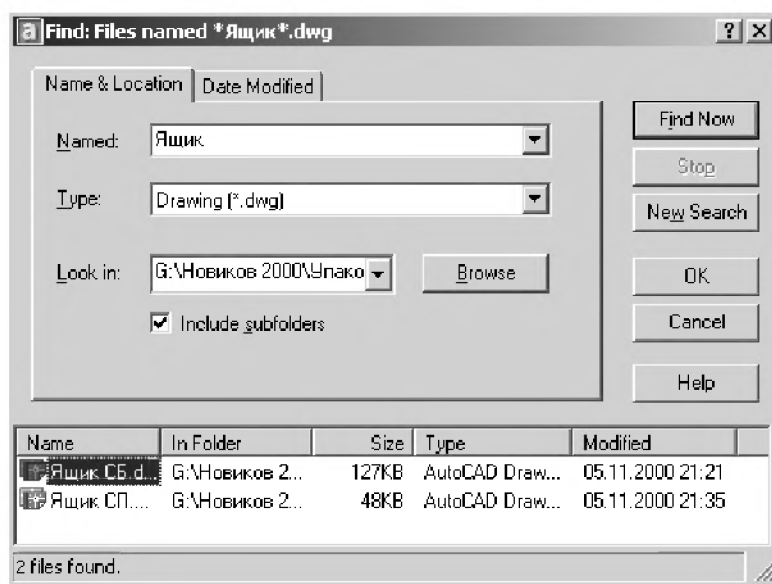 a Find: Files named *Ящик*.dwg ? X
Name & Location Date Modified
Named: Ящик
Type: Drawing (*.dwg)
Look in: G:\Новиков 2000\Упако Browse
Include subfolders
Find Now
Stop
New Search
OK
Cancel
Help
Name In Folder Size Type Modified
Ящик СБ.d... G:\Новиков 2... 127KB AutoCAD Draw... 05.11.2000 21:21
Ящик СП.... G:\Новиков 2... 48KB AutoCAD Draw... 05.11.2000 21:35
2 files found.